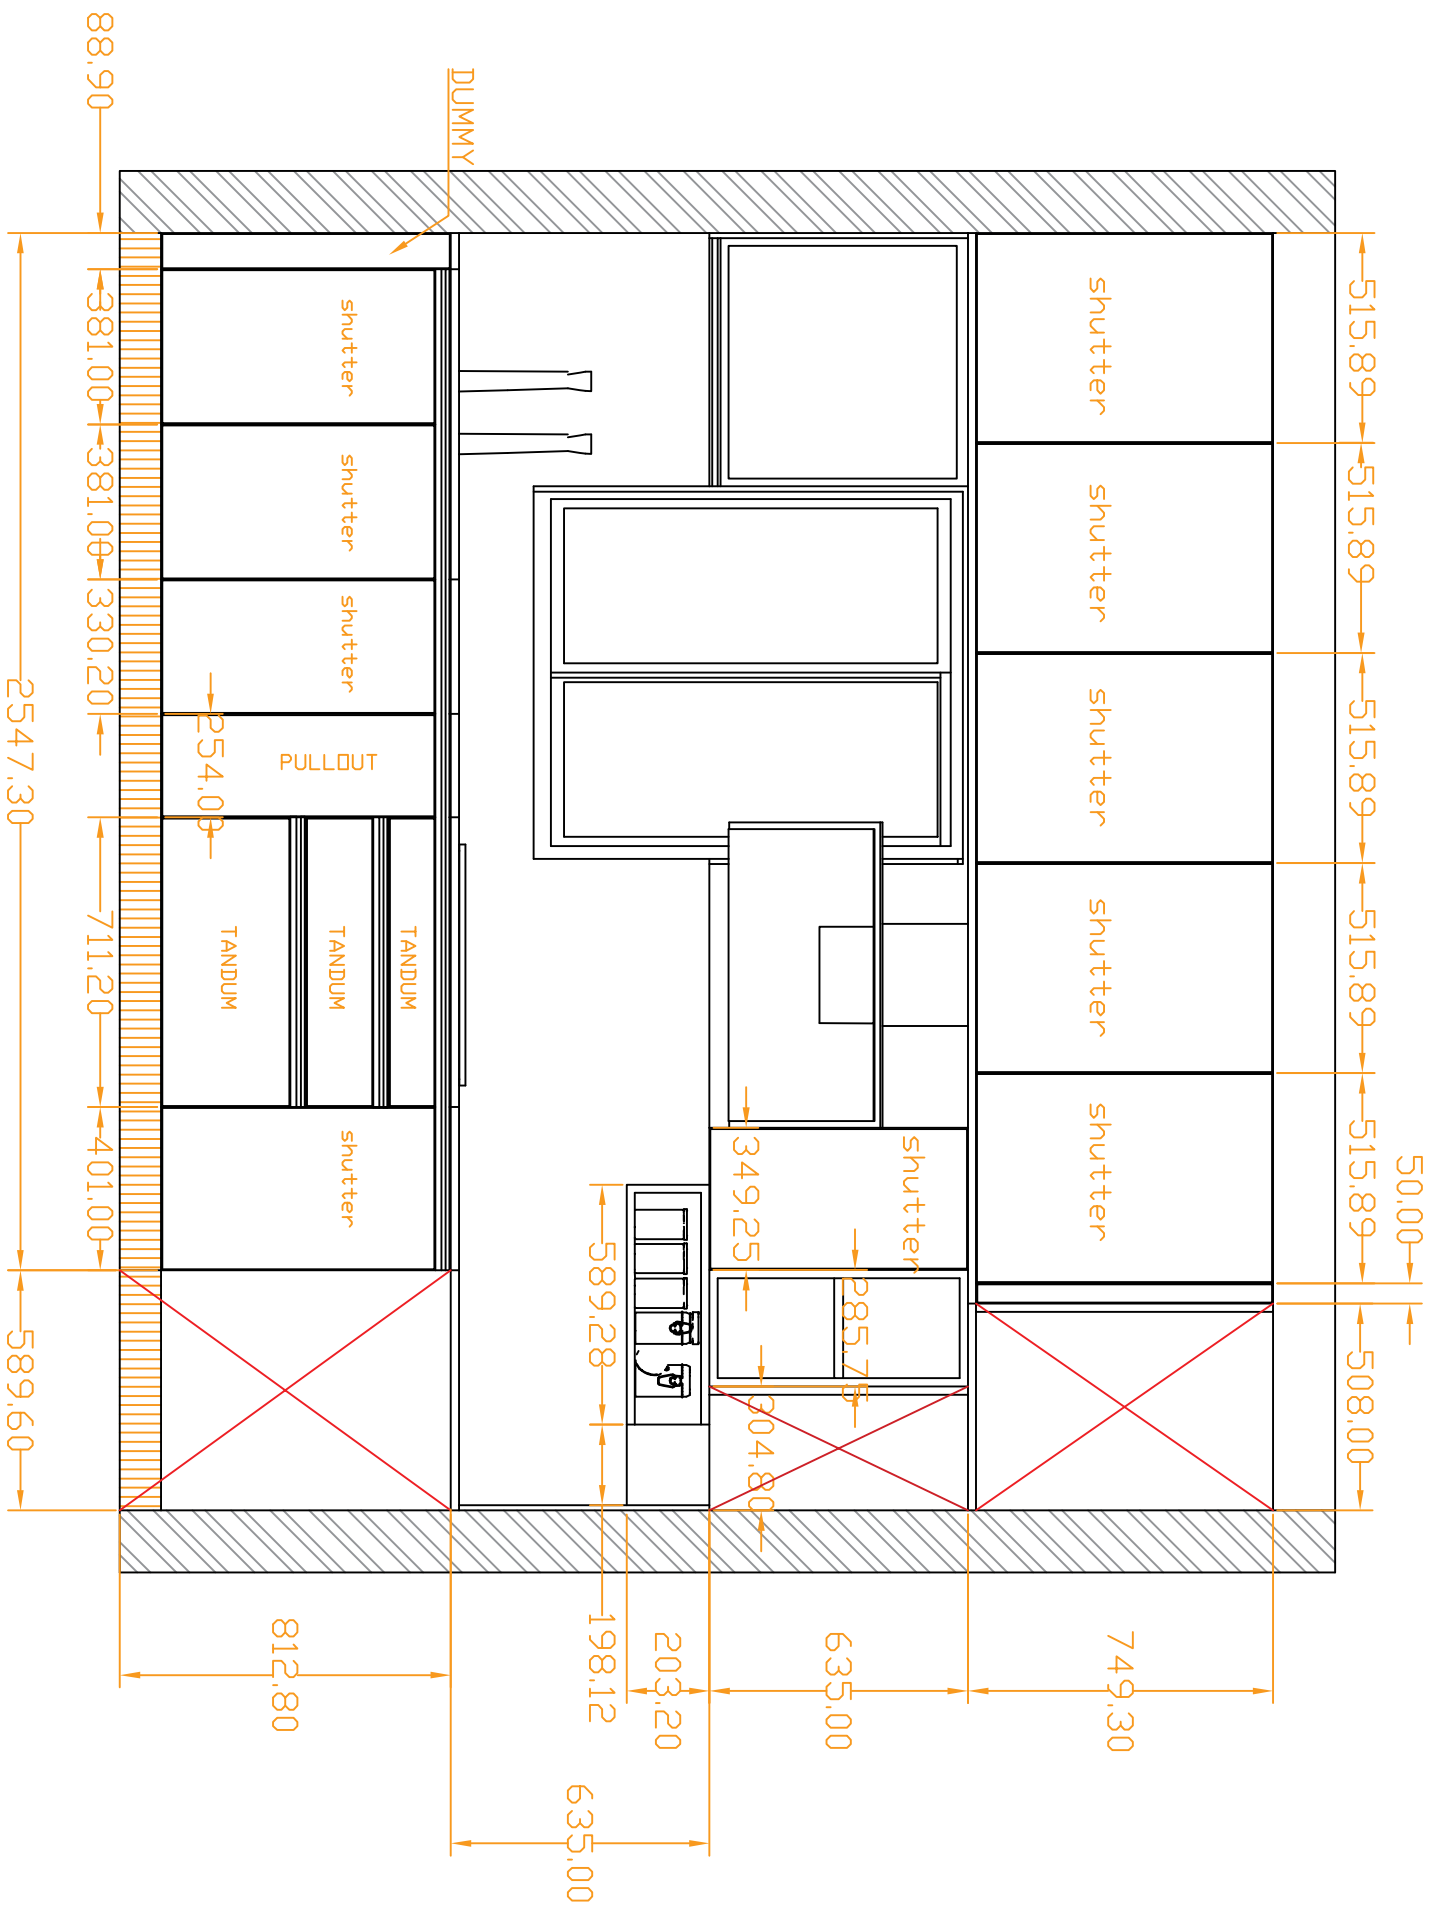 50.00
515.89 515.89 515.89 515.89 515.89 508.00
shutter shutter shutter shutter shutter 749.30
shutter
285.75 635.00
349.25 304.80
203.20
589.28 198.12
635.00
DUMMY
TANDUM
shutter shutter shutter TANDUM shutter
PULLOUT 812.80
TANDUM
254.00
88.90 381.00 381.00 330.20 711.20 401.00
2547.30 589.60